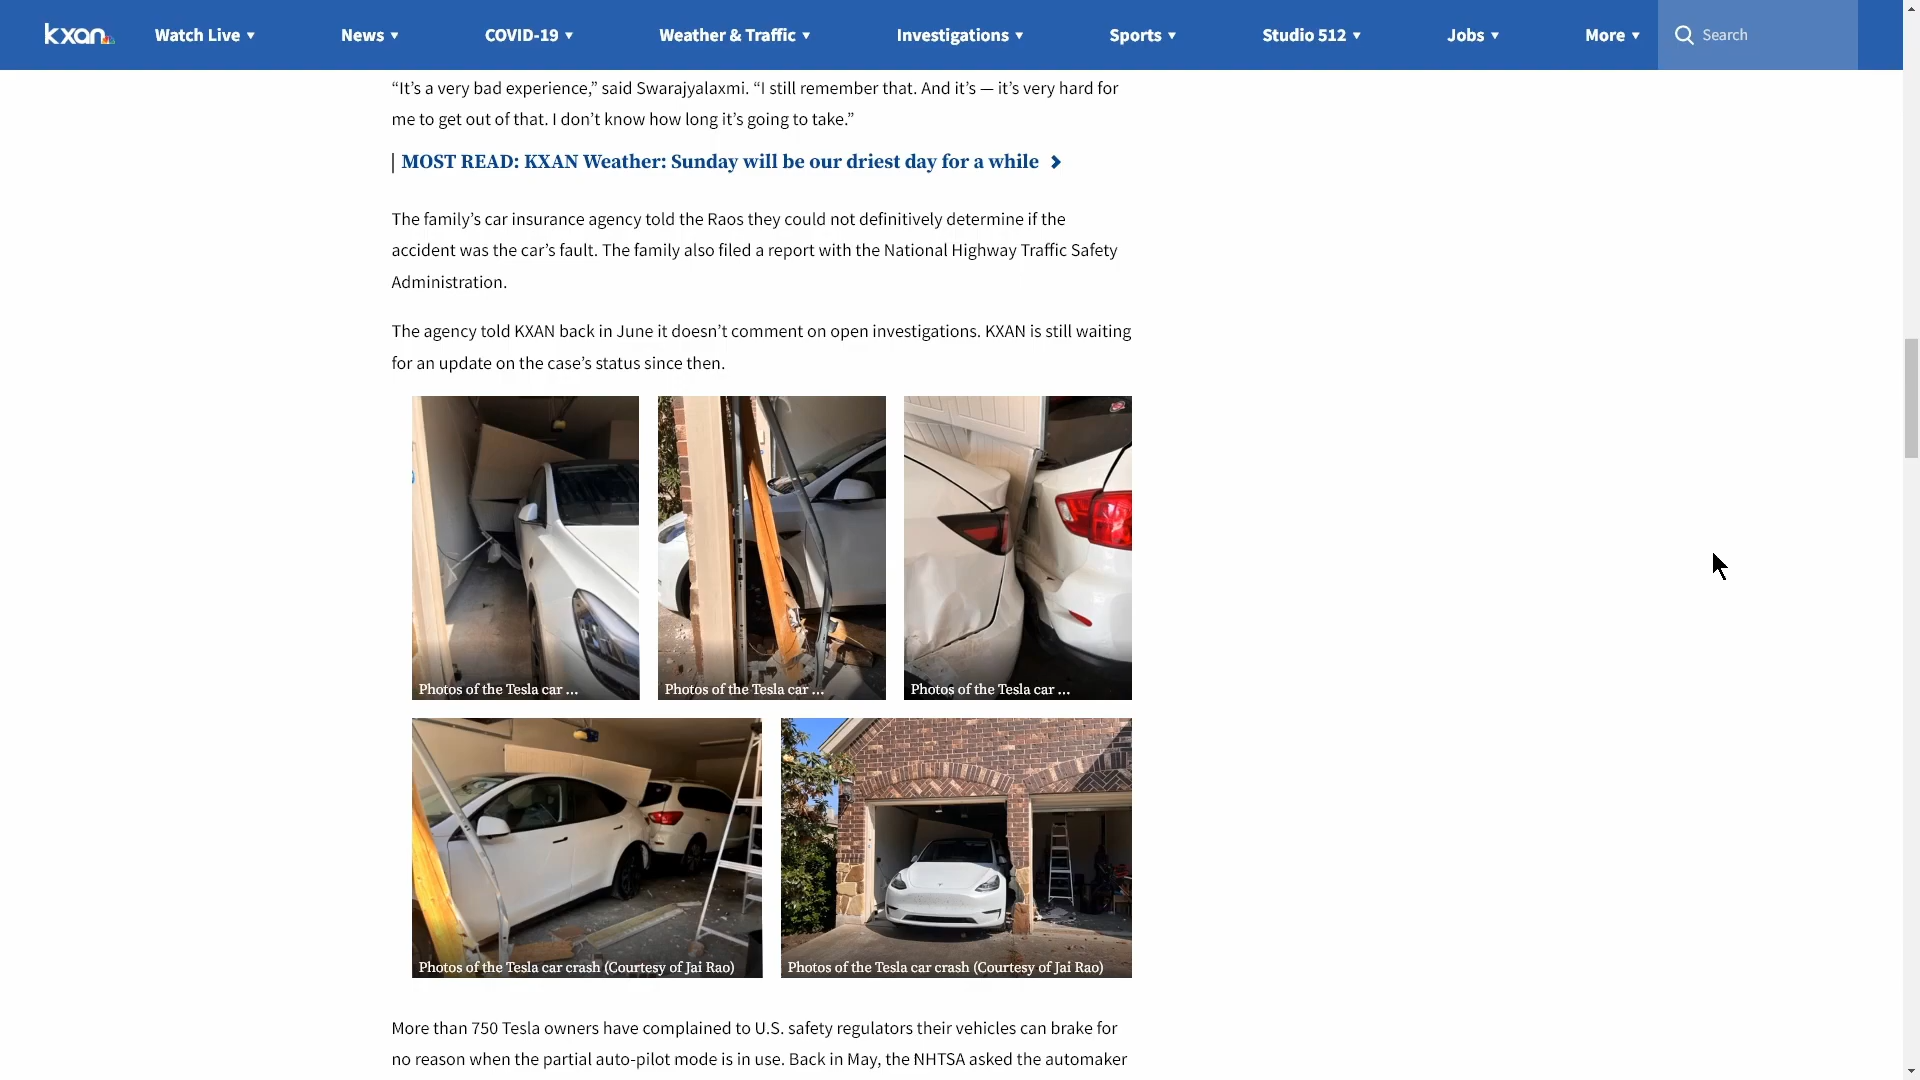 kxan
Watch Live ▾
News ▾
COVID-19 ▾
Weather & Traffic ▾
Investigations ▾
Sports ▾
Studio 512 ▾
Jobs ▾
More ▾
Search
“It’s a very bad experience,” said Swarajyalaxmi. “I still remember that. And it’s — it’s very hard for
me to get out of that. I don’t know how long it’s going to take.”
MOST READ: KXAN Weather: Sunday will be our driest day for a while
The family’s car insurance agency told the Raos they could not definitively determine if the
accident was the car’s fault. The family also filed a report with the National Highway Traffic Safety
Administration.
The agency told KXAN back in June it doesn’t comment on open investigations. KXAN is still waiting
for an update on the case’s status since then.
Photos of the Tesla car ...
Photos of the Tesla car ...
Photos of the Tesla car ...
Photos of the Tesla car crash (Courtesy of Jai Rao)
Photos of the Tesla car crash (Courtesy of Jai Rao)
More than 750 Tesla owners have complained to U.S. safety regulators their vehicles can brake for
no reason when the partial auto-pilot mode is in use. Back in May, the NHTSA asked the automaker